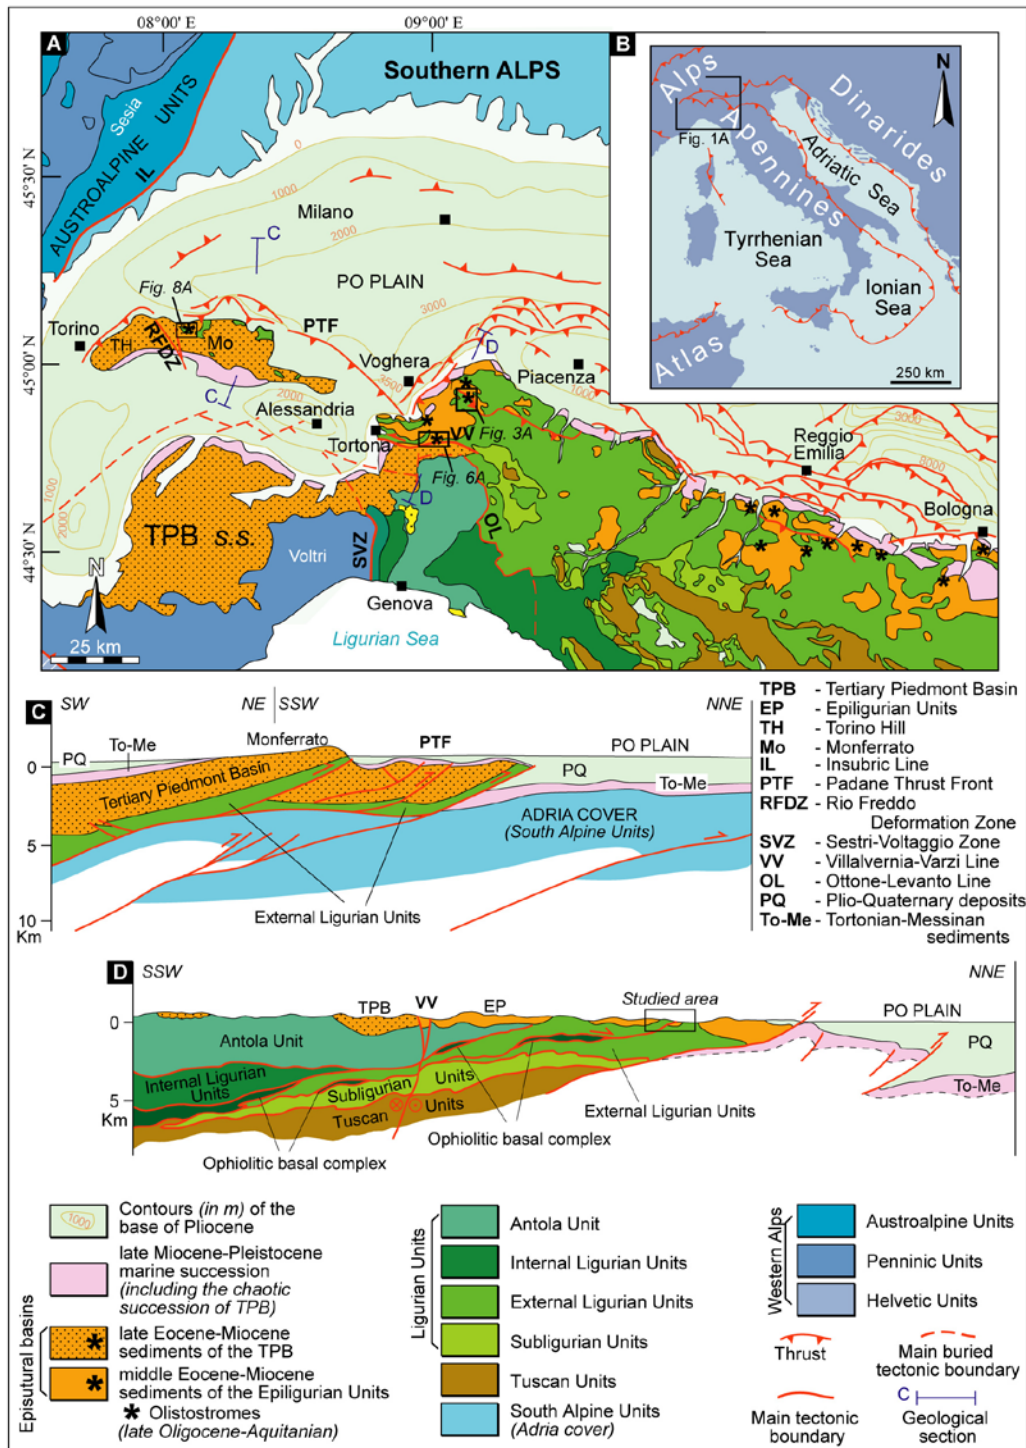 08°00' E
09°00' E
A
Southern ALPS
Sesia
AUSTROALPINE UNITS
IL
45°30' N
45°00' N
44°30' N
0
1000
2000
Milano
C
PO PLAIN
3000
Fig. 8A
Torino
TH
RFDZ
Mo
PTF
Voghera
D
3500
Piacenza
1000
C
2000
Alessandria
Tortona
VV
Fig. 3A
Fig. 6A
Reggio
Emilia
3000
8000
Bologna
1000
2000
TPB s.s.
D
OL
SVZ
Voltri
Genova
N
25 km
Ligurian Sea
B
Alps
Dinarides
N
Fig. 1A
Apennines
Adriatic Sea
Tyrrhenian
Sea
Ionian
Sea
Atlas
250 km
C
SW
NE
SSW
NNE
To-Me
Monferrato
PTF
PO PLAIN
PQ
0
Tertiary Piedmont Basin
PQ
To-Me
ADRIA COVER
(South Alpine Units)
5
External Ligurian Units
10
Km
TPB - Tertiary Piedmont Basin
EP - Epiligurian Units
TH - Torino Hill
Mo - Monferrato
IL - Insubric Line
PTF - Padane Thrust Front
RFDZ - Rio Freddo
Deformation Zone
SVZ - Sestri-Voltaggio Zone
VV - Villalvernia-Varzi Line
OL - Ottone-Levanto Line
PQ - Plio-Quaternary deposits
To-Me - Tortonian-Messinan
sediments
D
SSW
NNE
TPB
VV
EP
Studied area
PO PLAIN
0
Antola Unit
PQ
Internal Ligurian
Units
Subligurian Units
To-Me
5
Km
Tuscan Units
External Ligurian Units
Ophiolitic basal complex
Ophiolitic basal complex
1000
Contours (in m) of the
base of Pliocene
late Miocene-Pleistocene
marine succession
(including the chaotic
succession of TPB)
Episutural basins
late Eocene-Miocene
sediments of the TPB
middle Eocene-Miocene
sediments of the Epiligurian Units
Olistostromes
(late Oligocene-Aquitanian)
Ligurian Units
Antola Unit
Internal Ligurian Units
External Ligurian Units
Subligurian Units
Tuscan Units
South Alpine Units
(Adria cover)
Western Alps
Austroalpine Units
Penninic Units
Helvetic Units
Thrust
Main buried
tectonic boundary
Main tectonic
boundary
C
Geological
section